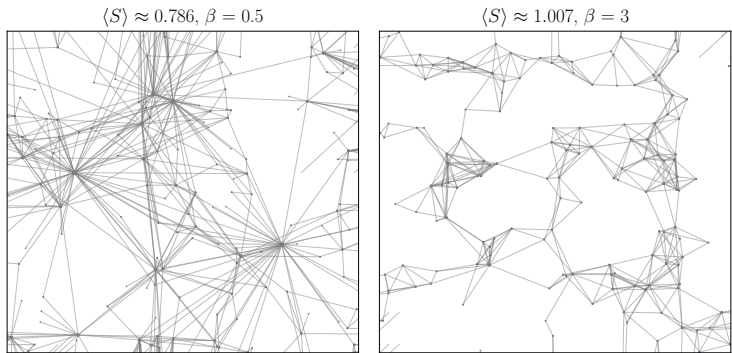 ⟨S⟩ ≈ 0.786, β = 0.5
⟨S⟩ ≈ 1.007, β = 3